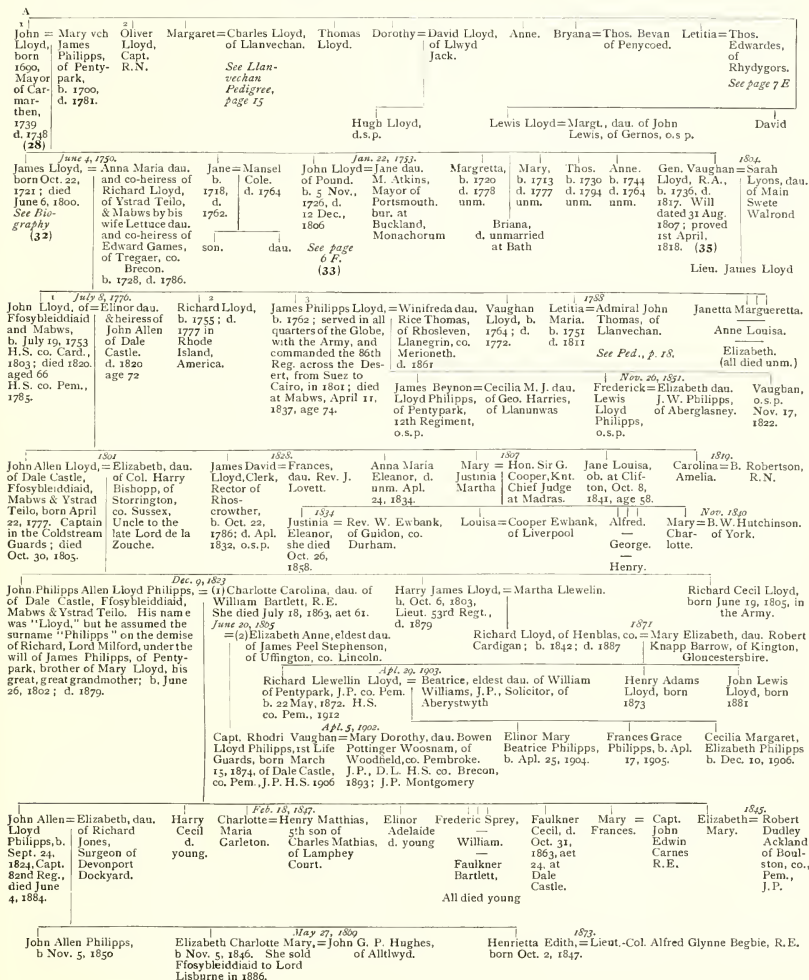 A
1
John = Mary vch
Lloyd, James
born Philipps,
1690, of Penty-
Mayor park,
of Car- b. 1700,
mar- d. 1781.
then,
1739
d. 1748
(28)
2
Oliver
Lloyd,
Capt.
R.N.
Margaret=Charles Lloyd,
of Llanvechan.
See Llan-
vechan
Pedigree,
page 15
Thomas
Lloyd.
Dorothy=David Lloyd,
of Llwyd
Jack.
Anne.
Bryana=Thos. Bevan
of Penycoed.
Letitia=Thos.
Edwardes,
of
Rhydygors.
See page 7 E
Hugh Lloyd,
d.s.p.
Lewis Lloyd=Margt., dau. of John
Lewis, of Gernos, o.s p.
David
June 4, 1750.
James Lloyd, = Anna Maria dau.
born Oct. 22, and co-heiress of
1721 ; died Richard Lloyd,
June 6, 1800. of Ystrad Teilo,
See Bio- & Mabws by his
graphy wife Lettuce dau.
(32) and co-heiress of
Edward Games,
of Tregaer, co.
Brecon.
b. 1728, d. 1786.
Jane=Mansel
1718, Cole.
d. d. 1764
1762.
son. dau.
Jan. 22, 1753.
John Lloyd=Jane dau.
of Pound. M. Atkins,
b. 5 Nov., Mayor of
1726, d. Portsmouth.
12 Dec., bur. at
1806 Buckland,
See page Monachorum
6 F.
(33)
Margretta,
b. 1720
d. 1778
unm.
Briana,
d. unmarried
at Bath
Mary,
b. 1713
d. 1777
unm.
Thos.
b. 1730
d. 1794
unm.
Anne.
b. 1744
d. 1764
unm.
1804.
Gen. Vaughan=Sarah
Lloyd, R.A., Lyons, dau.
b. 1736, d. of Main
1817. Will Swete
dated 31 Aug. Walrond
1807 ; proved
1st April,
1818. (35)
Lieu. James Lloyd
1 July 8, 1776.
John Lloyd, of=Elinor dau.
Ffosybleiddiaid &heiress of
and Mabws, John Allen
b. July 19, 1753 of Dale
H.S. co. Card., Castle.
1803 ; died 1820. d. 1820
aged 66 age 72
H.S. co. Pem.,
1785.
2
Richard Lloyd,
b. 1755 ; d.
1777 in
Rhode
Island,
America.
3
James Philipps Lloyd,=Winifreda dau.
b. 1762 ; served in all Rice Thomas,
quarters of the Globe, of Rhosleven,
with the Army, and Llanegrin, co.
commanded the 86th Merioneth.
Reg. across the Des- d. 1861
ert, from Suez to
Cairo, in 1801 ; died
at Mabws, April 11,
1837, age 74.
Vaughan
Lloyd, b.
1764 ; d.
1772.
1788
Letitia=Admiral John
Maria. Thomas, of
b. 1751 Llanvechan.
d. 1811
See Ped., p. 18.
Janetta Margueretta.
—
Anne Louisa.
—
Elizabeth.
(all died unm.)
James Beynon=Cecilia M. J. dau.
Lloyd Philipps, of Geo. Harries,
of Pentypark, of Llanunwas
12th Regiment,
o.s.p.
Nov. 26, 1851.
Frederick=Elizabeth dau.
Lewis J. W. Philipps,
Lloyd of Aberglasney.
Philipps,
o.s.p.
Vaughan,
o.s.p.
Nov. 17,
1822.
1801
John Allen Lloyd,=Elizabeth, dau.
of Dale Castle, of Col. Harry
Ffosybleiddiaid, Bishopp, of
Mabws & Ystrad Storrington,
Teilo, born April co. Sussex,
22, 1777. Captain Uncle to the
in the Coldstream late Lord de la
Guards ; died Zouche.
Oct. 30, 1805.
1828.
James David=Frances,
Lloyd,Clerk, dau. Rev. J.
Rector of Lovett.
Rhos-
crowther,
b. Oct. 22,
1786; d. Apl.
1832, o.s.p.
Anna Maria
Eleanor, d.
unm. Apl.
24, 1834.
1807
Mary = Hon. Sir G.
Justinia Cooper,Knt.
Martha Chief Judge
at Madras.
Jane Louisa,
ob. at Clif-
ton, Oct. 8,
1841, age 58.
1819.
Carolina=B. Robertson,
Amelia. R.N.
1834
Justinia = Rev. W. Ewbank,
Eleanor, of Guidon, co.
she died Durham.
Oct. 26,
1858.
Louisa=Cooper Ewbank,
of Liverpool
Alfred.
—
George.
—
Henry.
Nov. 1840
Mary=B.W. Hutchinson.
Char- of York.
lotte.
Dec. 9, 1823
John Philipps Allen Lloyd Philipps, = (1) Charlotte Carolina, dau. of
of Dale Castle, Ffosybleiddiaid, William Bartlett, R.E.
Mabws & Ystrad Teilo. His name She died July 18, 1863, aet 61.
was "Lloyd," but he assumed the June 20, 1865
surname "Philipps" on the demise =(2)Elizabeth Anne, eldest dau.
of Richard, Lord Milford, under the of James Peel Stephenson,
will of James Philipps, of Penty- of Uffington, co. Lincoln.
park, brother of Mary Lloyd, his
great, great grandmother; b, June
26, 1802 ; d. 1879.
Harry James Lloyd,=Martha Llewelin.
b. Oct. 6, 1803,
Lieut. 53rd Regt.,
d. 1879
Richard Cecil Lloyd,
born June 19, 1805, in
the Army.
1871
Richard Lloyd, of Henblas, co.=Mary Elizabeth, dau. Robert
Cardigan ; b. 1842 ; d. 1887 Knapp Barrow, of Kington,
Gloucestershire.
Apl. 29. 1903.
Richard Llewellin Lloyd, = Beatrice, eldest dau. of William
of Pentypark, J.P. co. Pem. Williams, J.P., Solicitor, of
b. 22 May, 1872. H.S. Aberystwyth
co. Pem., 1912
Henry Adams
Lloyd, born
1873
John Lewis
Lloyd, born
1881
Apl. 5, 1902.
Capt. Rhodri Vaughan=Mary Dorothy, dau. Bowen
Lloyd Philipps,1st Life Pottinger Woosnam, of
Guards, born March Woodfield,co. Pembroke.
15, 1874, of Dale Castle, J.P., D.L. H.S. co. Brecon,
co. Pem.,J.P. H.S. 1906 1893 ; J.P. Montgomery
Elinor Mary
Beatrice Philipps,
b. Apl. 25, 1904.
Frances Grace
Philipps, b. Apl.
17, 1905.
Cecilia Margaret,
Elizabeth Philipps
b. Dec. 10, 1906.
John Allen=Elizabeth, dau.
Lloyd of Richard
Philipps,b. Jones,
Sept. 24, Surgeon of
1824,Capt. Devonport
82nd Reg., Dockyard.
died June
4, 1884.
Harry
Cecil
d.
young.
Feb. 18, 1847.
Charlotte=Henry Matthias,
Maria 5th son of
Garleton. Charles Mathias,
of Lamphey
Court.
Elinor
Adelaide
d. young
Frederic Sprey,
—
William.
—
Faulkner
Bartlett,
All died young
Faulkner
Cecil, d.
Oct. 31,
1863,aet
24, at
Dale
Castle.
Mary = Capt.
Frances. John
Edwin
Carnes
R.E.
1845.
Elizabeth= Robert
Mary. Dudley
Ackland
of Boul-
ston, co.,
Pem.,
J.P.
John Allen Philipps,
b Nov. 5, 1850
May 27, 1869
Elizabeth Charlotte Mary,=John G. P. Hughes,
b Nov. 5, 1846. She sold of Alltlwyd.
Ffosybleiddiaid to Lord
Lisburne in 1886.
1873.
Henrietta Edith,=Lieut.-Col. Alfred Glynne Begbie, R.E.
born Oct. 2, 1847.